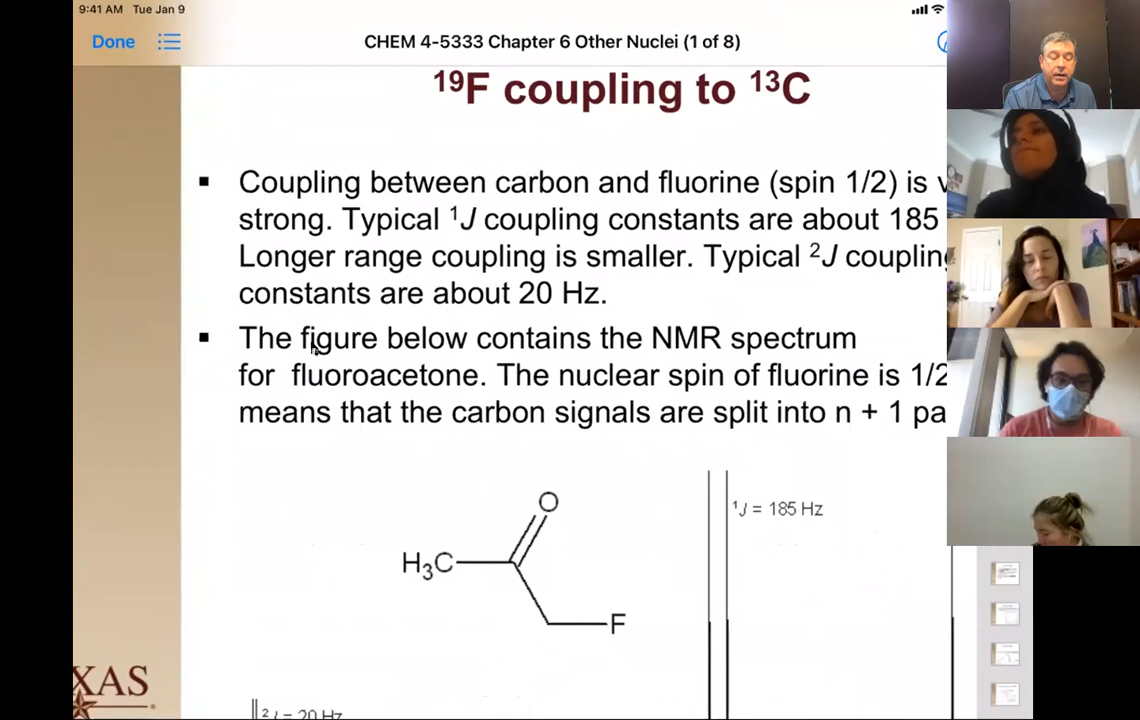 9:41 AM Tue Jan 9
Done
CHEM 4-5333 Chapter 6 Other Nuclei (1 of 8)
¹⁹F coupling to ¹³C
▪ Coupling between carbon and fluorine (spin 1/2) is
strong. Typical ¹J coupling constants are about 185
Longer range coupling is smaller. Typical ²J couplin
constants are about 20 Hz.
▪ The figure below contains the NMR spectrum
for fluoroacetone. The nuclear spin of fluorine is 1/2
means that the carbon signals are split into n + 1 pa
O
¹J = 185 Hz
H₃C
F
XAS
²J = 20 Hz